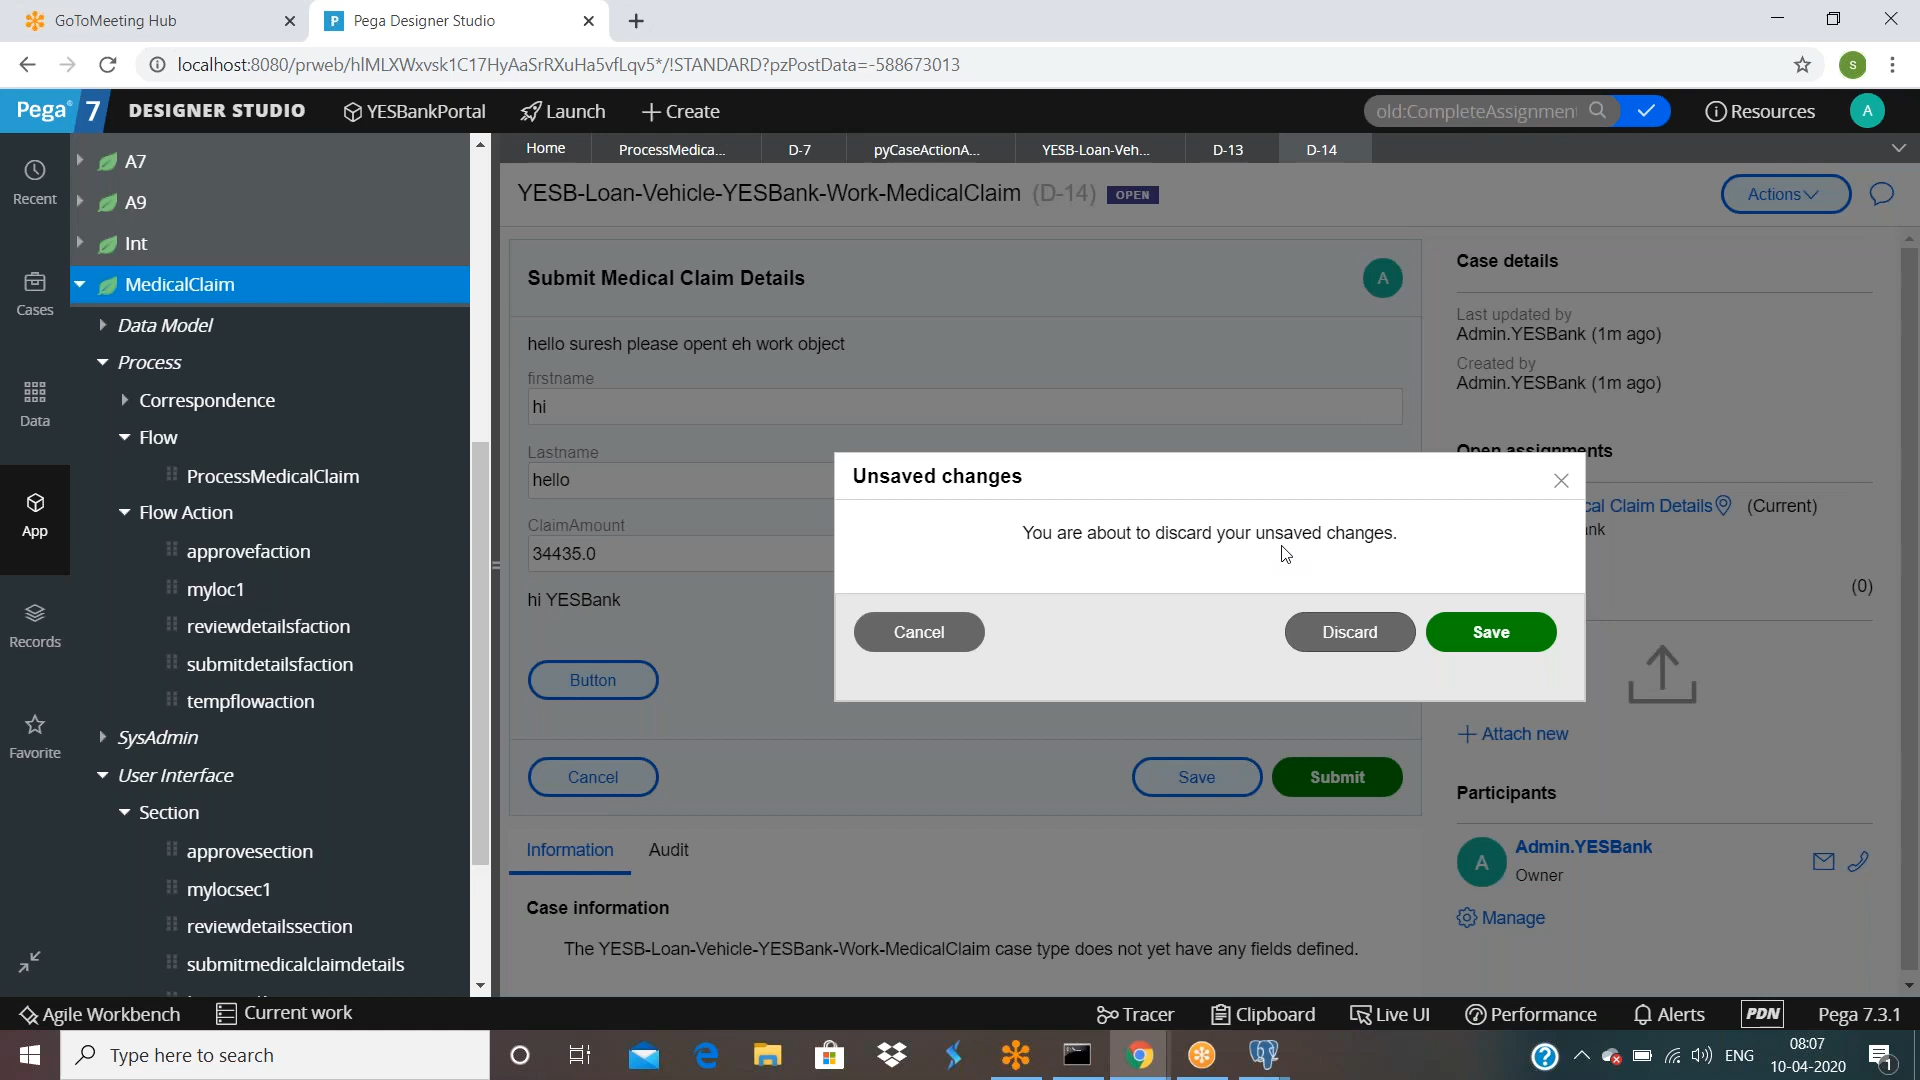 GoToMeeting Hub
Pega Designer Studio
localhost:8080/prweb/hIMLXWxvsk1C17HyAaSrRXuHa5vfLqv5*/!STANDARD?pzPostData=-588673013
s
Pega 7 DESIGNER STUDIO YESBankPortal Launch Create old:CompleteAssignment Resources A
Home ProcessMedica... D-7 pyCaseActionA... YESB-Loan-Veh... D-13 D-14
Recent
Cases
Data
App
Records
Favorite
A7
A9
Int
MedicalClaim
Data Model
Process
Correspondence
Flow
ProcessMedicalClaim
Flow Action
approvefaction
myloc1
reviewdetailsfaction
submitdetailsfaction
tempflowaction
SysAdmin
User Interface
Section
approvesection
mylocsec1
reviewdetailssection
submitmedicalclaimdetails
YESB-Loan-Vehicle-YESBank-Work-MedicalClaim (D-14) OPEN
Actions
Submit Medical Claim Details
A
hello suresh please opent eh work object
firstname
hi
Lastname
hello
ClaimAmount
34435.0
hi YESBank
Button
Cancel Save Submit
Information Audit
Case information
The YESB-Loan-Vehicle-YESBank-Work-MedicalClaim case type does not yet have any fields defined.
Unsaved changes
You are about to discard your unsaved changes.
Cancel Discard Save
Case details
Last updated by
Admin.YESBank (1m ago)
Created by
Admin.YESBank (1m ago)
Open assignments
cal Claim Details (Current)
ank
(0)
Attach new
Participants
A
Admin.YESBank
Owner
Manage
Agile Workbench Current work Tracer Clipboard Live UI Performance Alerts PDN Pega 7.3.1
Type here to search
ENG
08:07
10-04-2020
1